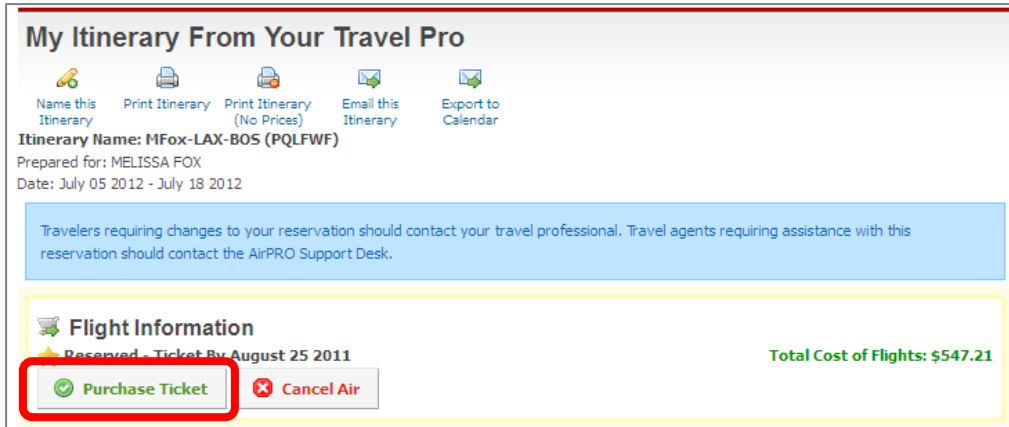 My Itinerary From Your Travel Pro
Name this Itinerary
Print Itinerary
Print Itinerary (No Prices)
Email this Itinerary
Export to Calendar
Itinerary Name: MFox-LAX-BOS (PQLFWF)
Prepared for: MELISSA FOX
Date: July 05 2012 - July 18 2012
Travelers requiring changes to your reservation should contact your travel professional. Travel agents requiring assistance with this
reservation should contact the AirPRO Support Desk.
Flight Information
Reserved - Ticket By August 25 2011
Total Cost of Flights: $547.21
Purchase Ticket
Cancel Air